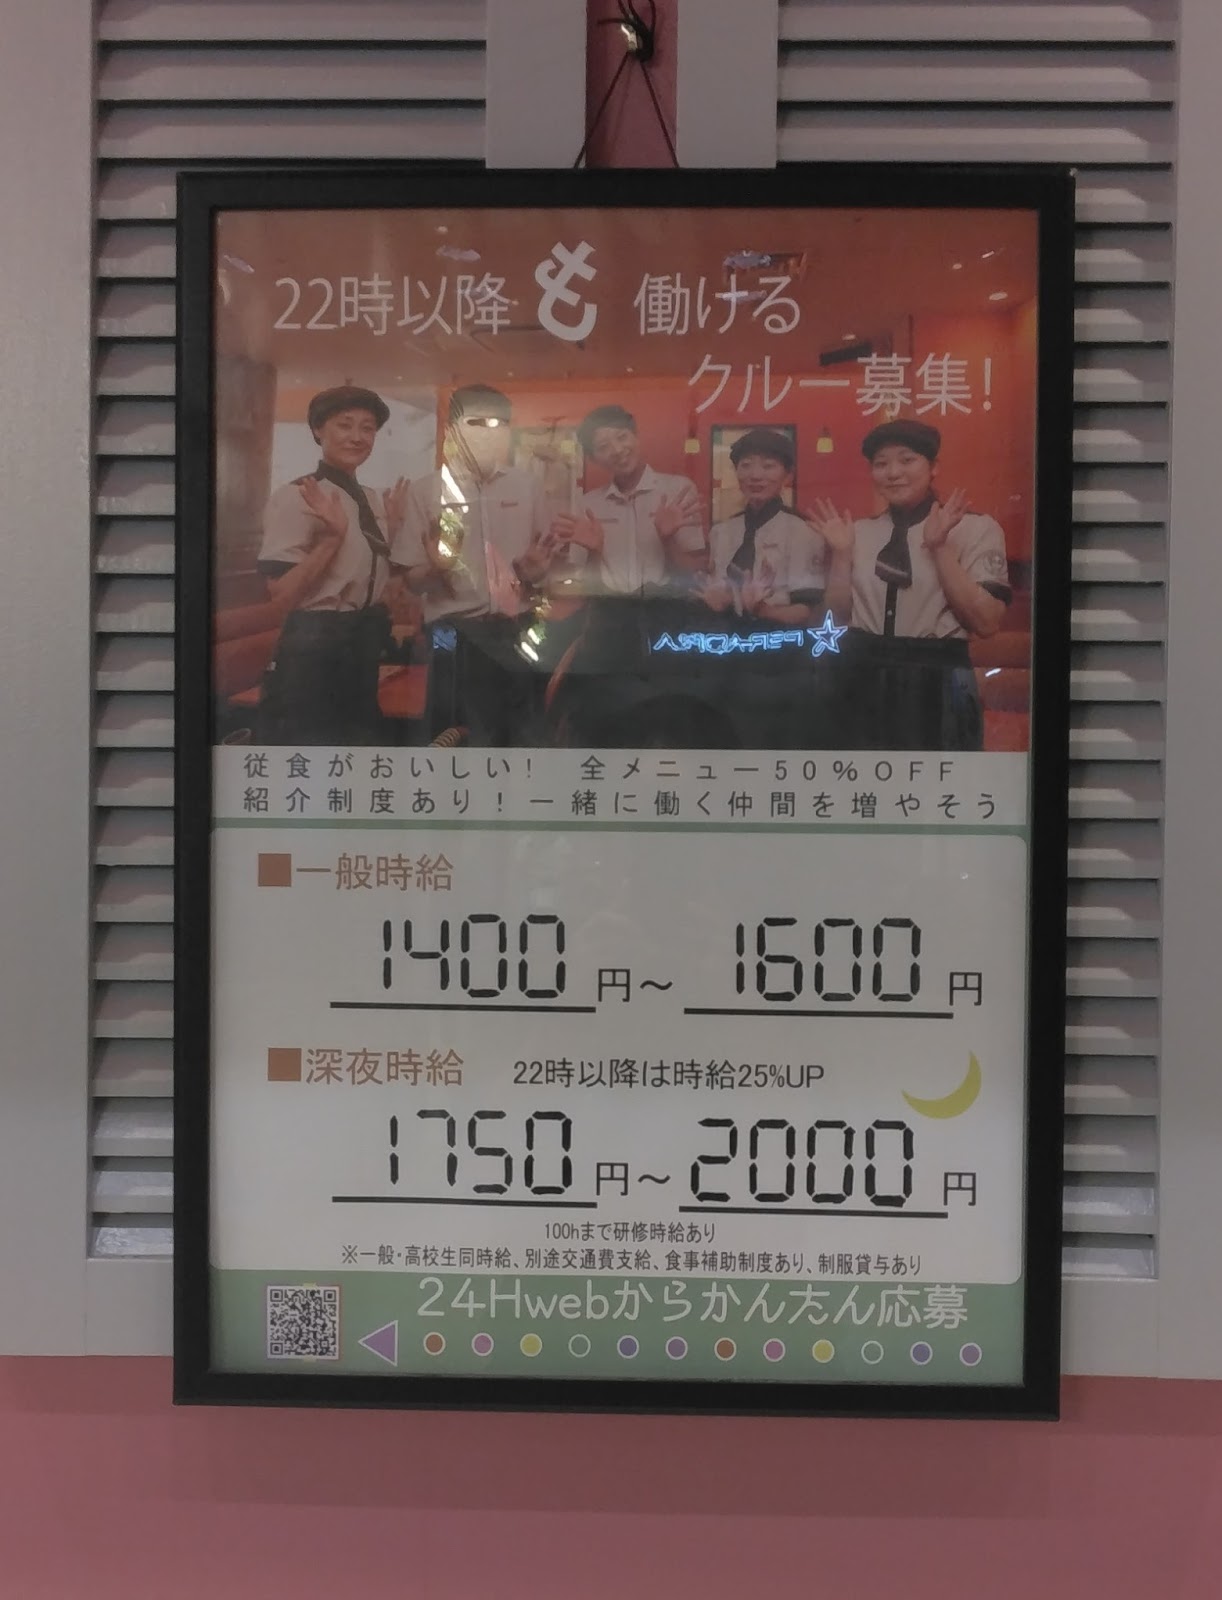 22時以降も働ける
クルー募集!
従食がおいしい! 全メニュー50%OFF
紹介制度あり!一緒に働く仲間を増やそう
■一般時給
1400円～1600円
■深夜時給 22時以降は時給25%UP
1750円～2000円
100hまで研修時給あり
※一般・高校生同時給、別途交通費支給、食事補助制度あり、制服貸与あり
24Hwebからかんたん応募